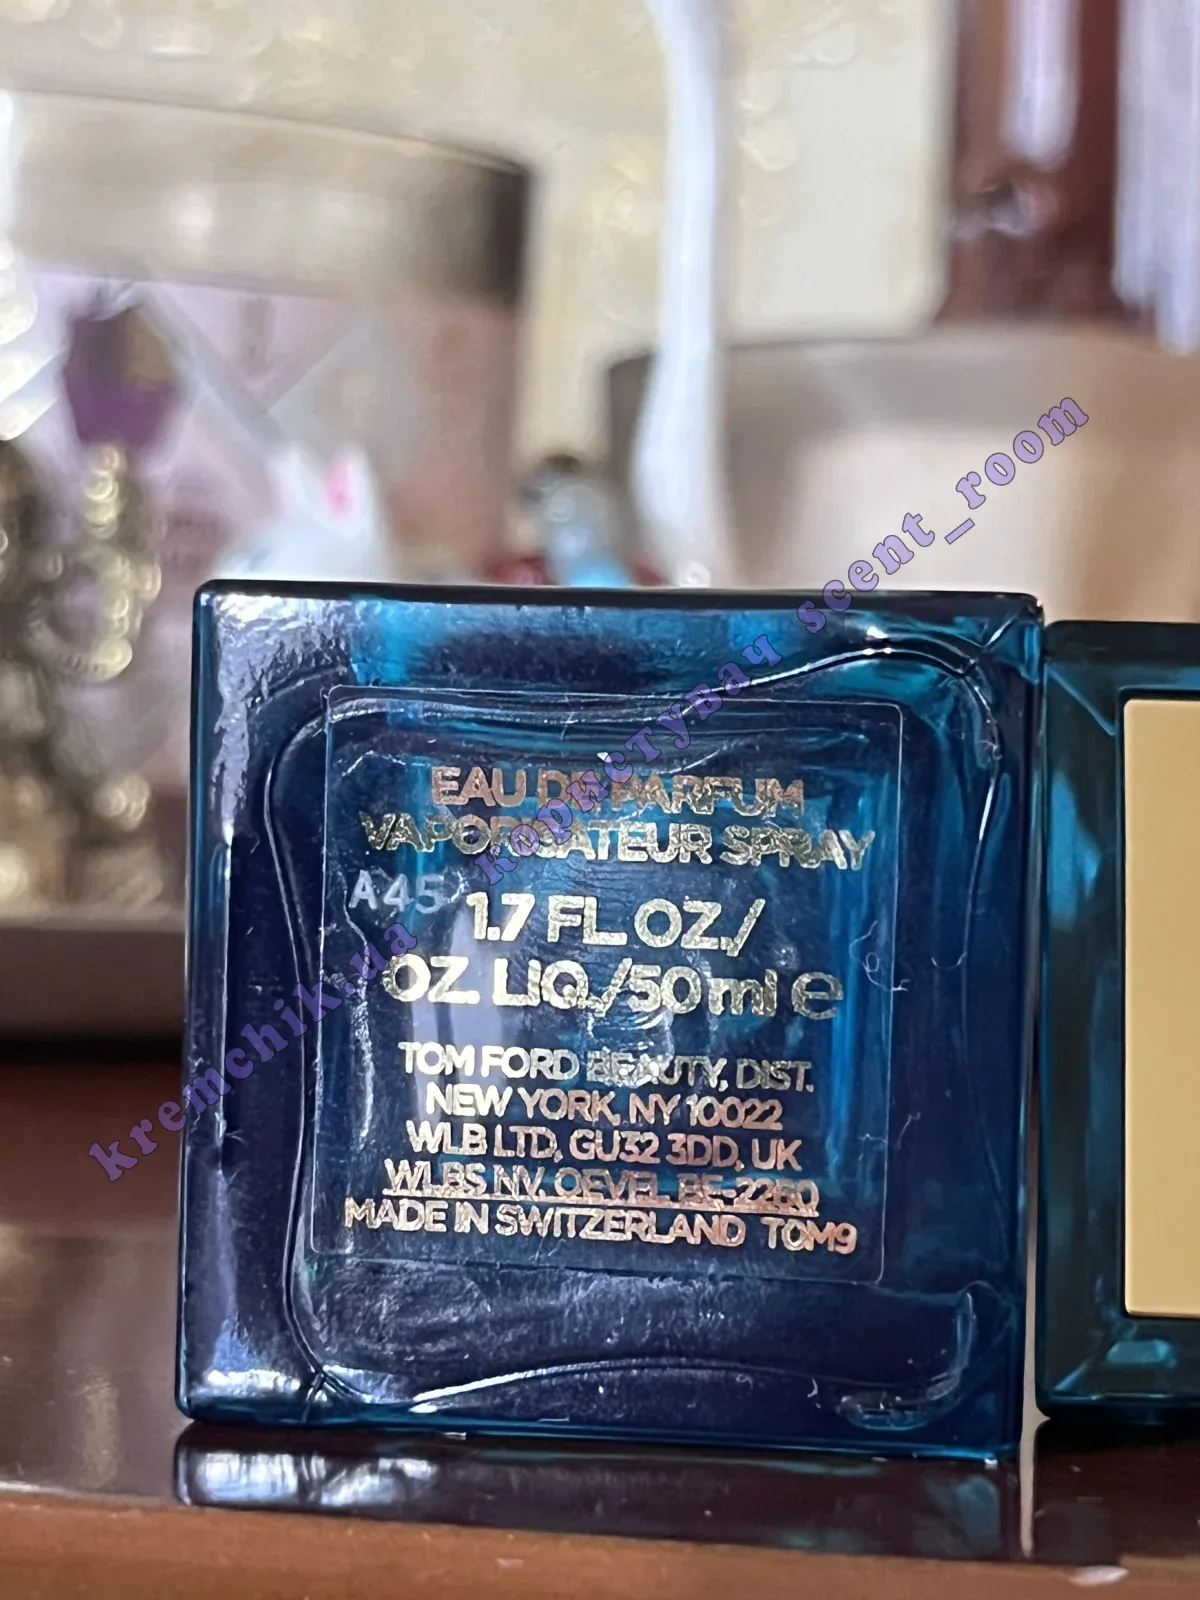 EAU DE PARFUM
VAPORISATEUR SPRAY
A45
1.7 FL. OZ./
OZ. LIQ./50 ml e
TOM FORD BEAUTY, DIST.
NEW YORK, NY 10022
WLB LTD, GU32 3DD, UK
WLBS NV, OEVEL, BE-2260
MADE IN SWITZERLAND TOM9
kremchik.ua користувач scent_room